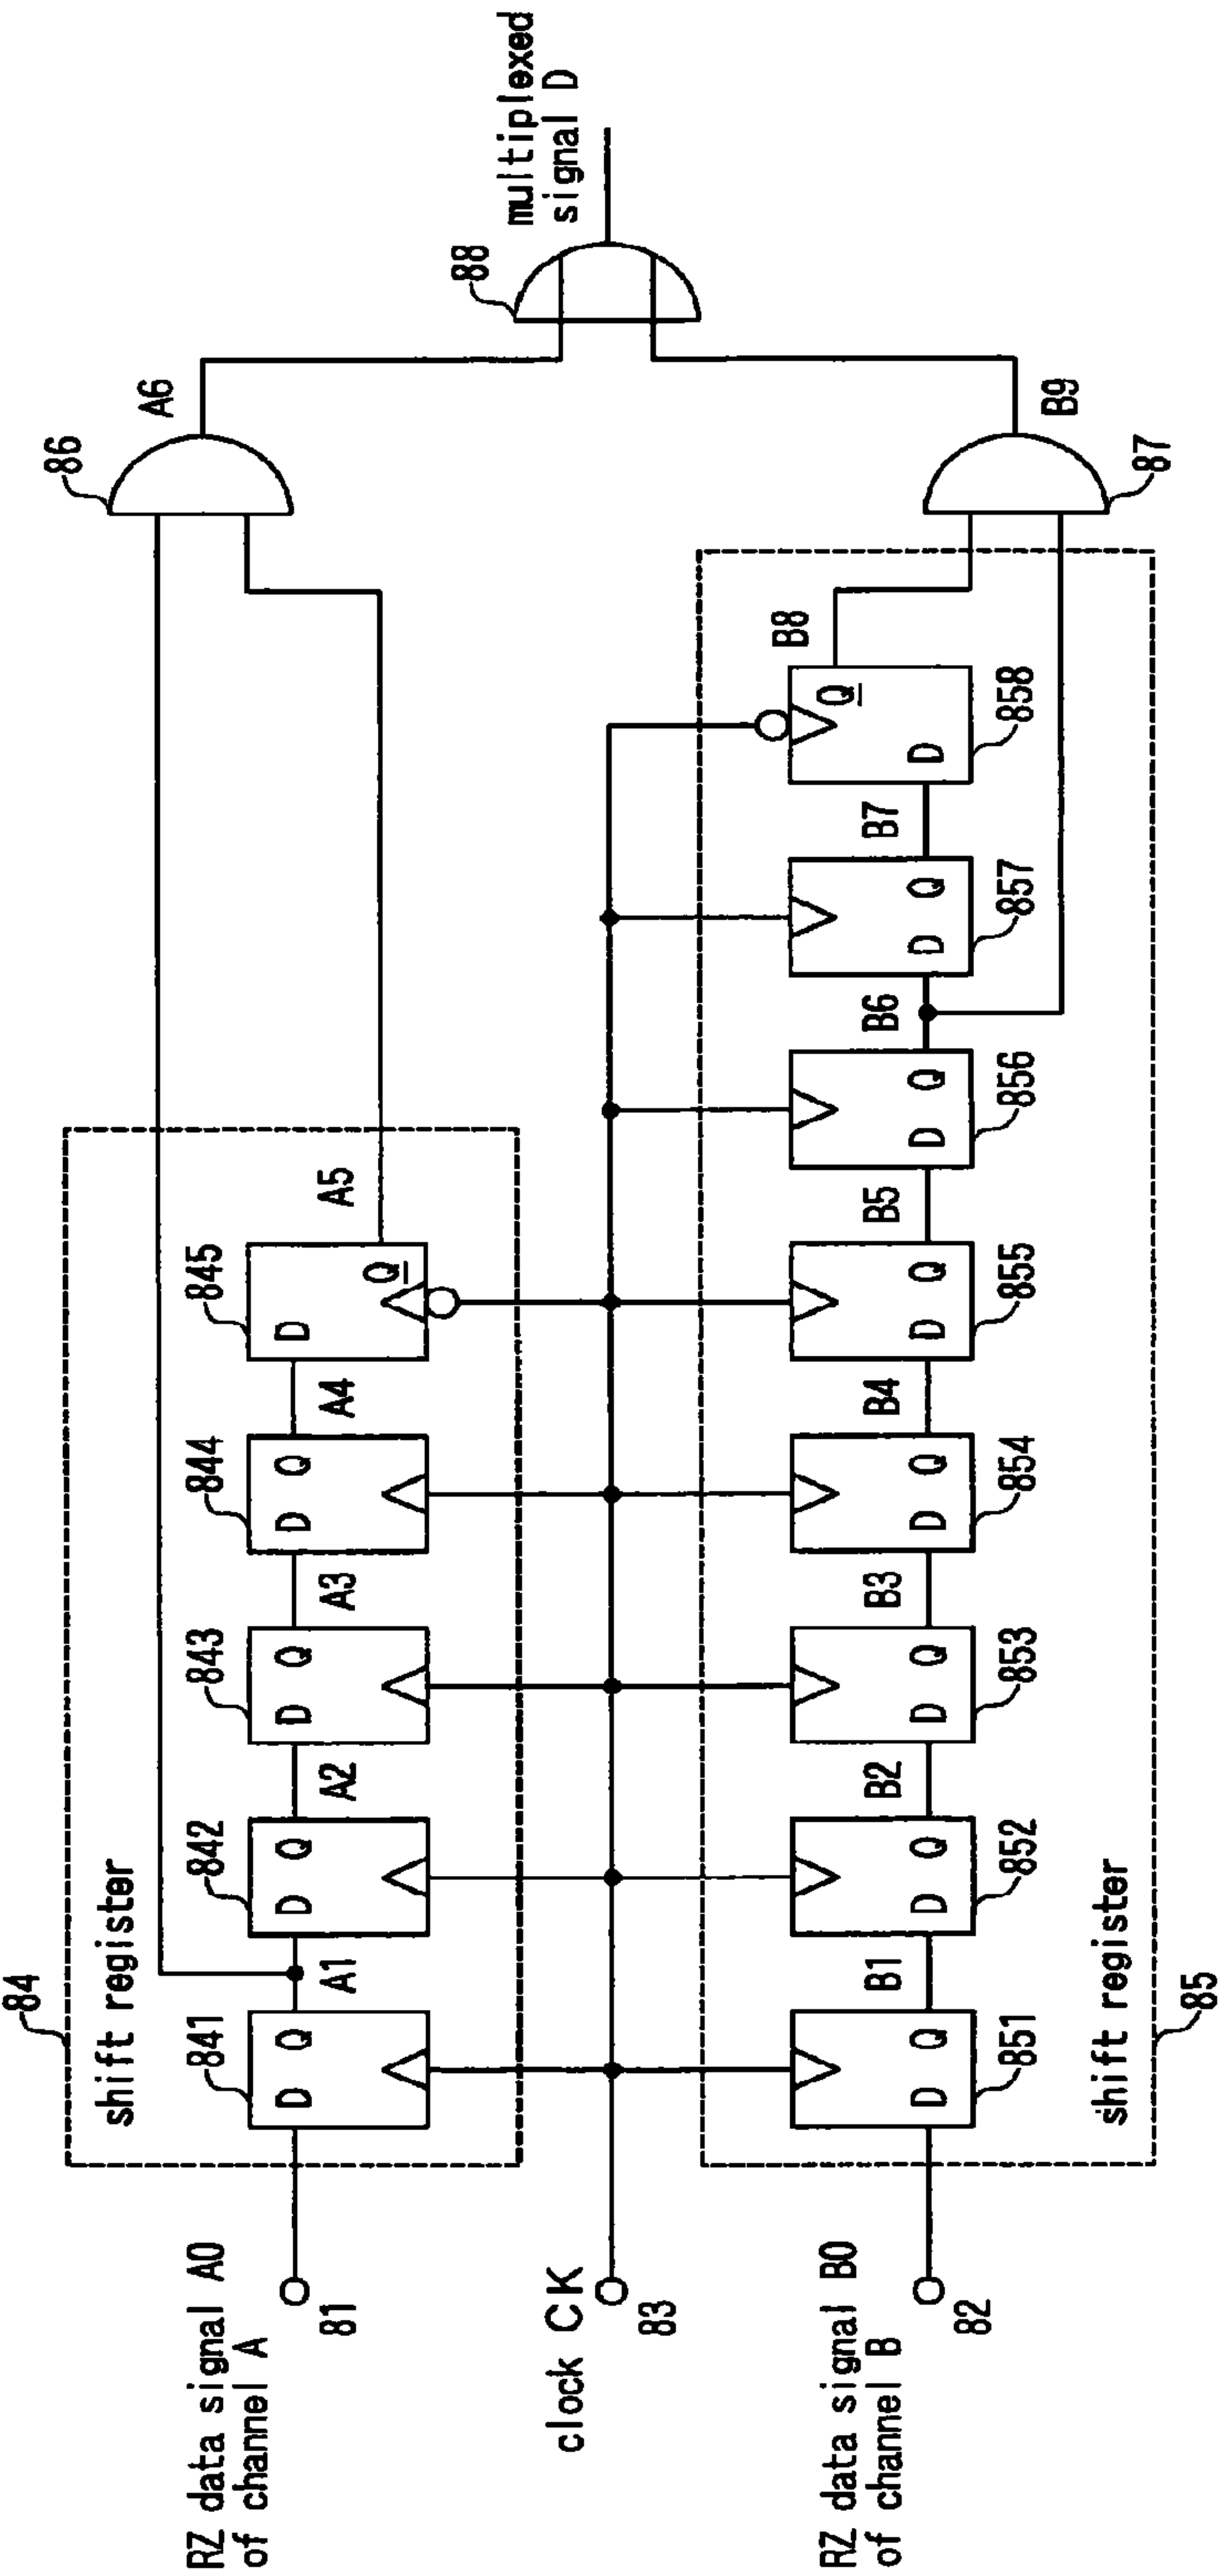 84
shift register
RZ data signal A0
of channel A
81
841
D Q
A1
842
D Q
A2
843
D Q
A3
844
D Q
A4
845
D Q
A5
86
A6
clock CK
83
88
multiplexed
signal D
RZ data signal B0
of channel B
82
D Q
851
B1
D Q
852
B2
D Q
853
B3
D Q
854
B4
D Q
855
B5
D Q
856
B6
D Q
857
B7
D Q
858
B8
87
B9
shift register
85